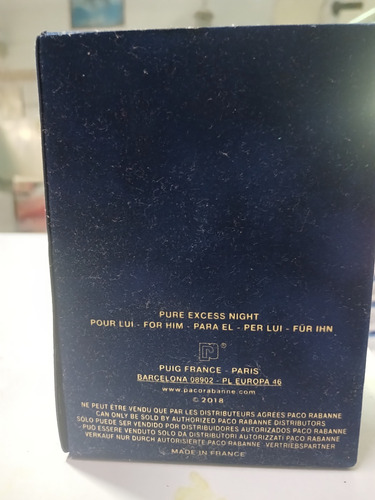 PURE EXCESS NIGHT
POUR LUI - FOR HIM - PARA EL - PER LUI - FÜR IHN
®
PUIG FRANCE - PARIS
BARCELONA 08902 - PL EUROPA 46
www.pacorabanne.com
©2018
NE PEUT ÊTRE VENDU QUE PAR LES DISTRIBUTEURS AGRÉES PACO RABANNE
CAN ONLY BE SOLD BY AUTHORIZED PACO RABANNE DISTRIBUTORS
SOLO PUEDE SER VENDIDO POR DISTRIBUIDORES AUTORIZADOS PACO RABANNE
- PUÒ ESSERE VENDUTO SOLO DA DISTRIBUTORI AUTORIZZATI PACO RABANNE
VERKAUF NUR DURCH AUTORISIERTE PACO RABANNE VERTRIEBSPARTNER
MADE IN FRANCE